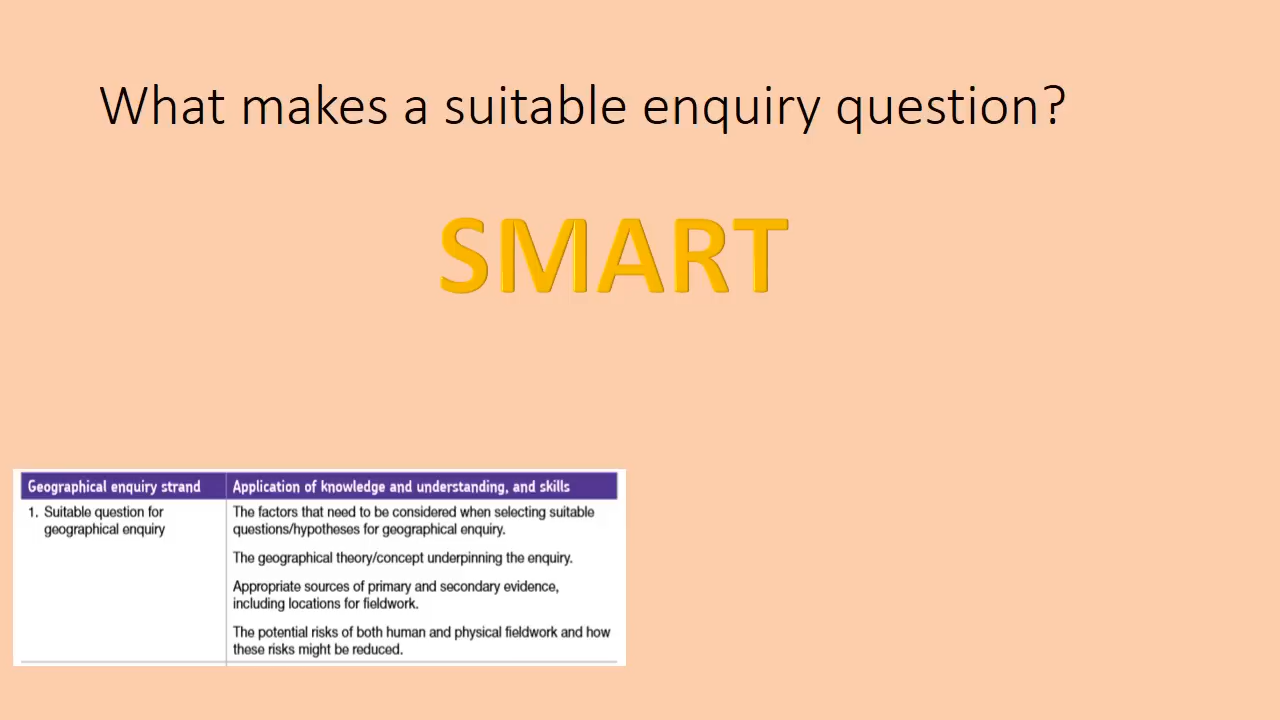 What makes a suitable enquiry question?
SMART
Geographical enquiry strand
Application of knowledge and understanding, and skills
1. Suitable question for
geographical enquiry
The factors that need to be considered when selecting suitable
questions/hypotheses for geographical enquiry.
The geographical theory/concept underpinning the enquiry.
Appropriate sources of primary and secondary evidence,
including locations for fieldwork.
The potential risks of both human and physical fieldwork and how
these risks might be reduced.